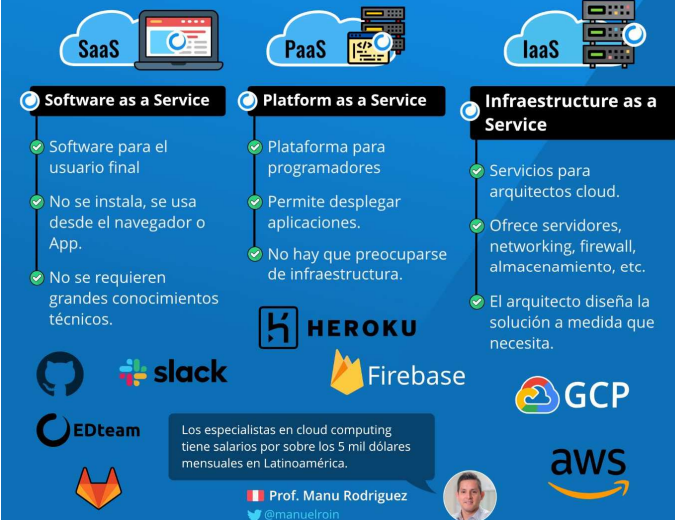 SaaS
Software as a Service
Software para el
usuario final
No se instala, se usa
desde el navegador o
App.
No se requieren
grandes conocimientos
técnicos.
slack
EDteam
PaaS
</>
Platform as a Service
Plataforma para
programadores
Permite desplegar
aplicaciones.
No hay que preocuparse
de infraestructura.
HEROKU
Firebase
IaaS
Infraestructure as a
Service
Servicios para
arquitectos cloud.
Ofrece servidores,
networking, firewall,
almacenamiento, etc.
El arquitecto diseña la
solución a medida que
necesita.
GCP
aws
Los especialistas en cloud computing
tiene salarios por sobre los 5 mil dólares
mensuales en Latinoamérica.
Prof. Manu Rodriguez
@manuelroin